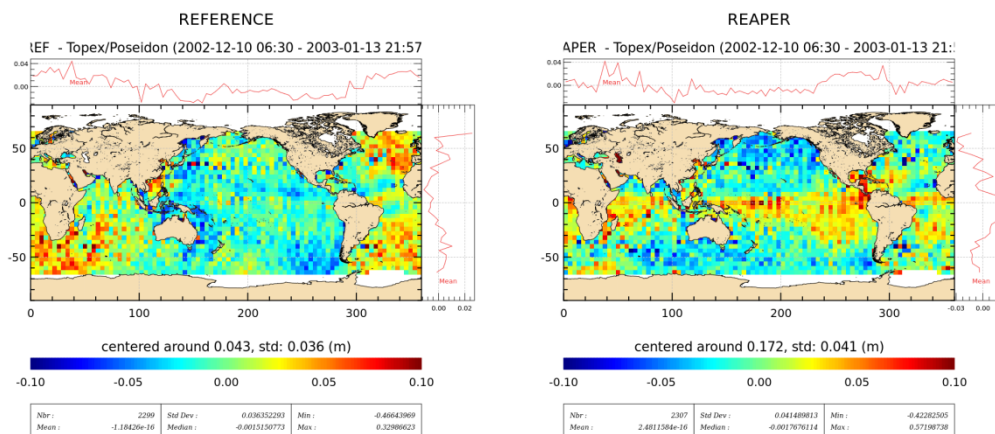 REFERENCE
REAPER
REF - Topex/Poseidon (2002-12-10 06:30 - 2003-01-13 21:57
APER - Topex/Poseidon (2002-12-10 06:30 - 2003-01-13 21:
0.04
0.00
Mean
0.04
0.00
Mean
50
0
-50
0 100 200 300
0.00 0.02
Mean
50
0
-50
0 100 200 300
-0.03 0.00
Mean
centered around 0.043, std: 0.036 (m)
-0.10 -0.05 0.00 0.05 0.10
centered around 0.172, std: 0.041 (m)
-0.10 -0.05 0.00 0.05 0.10
Nbr : 2299 Std Dev : 0.036352293 Min : -0.46643969
Mean : -1.18426e-16 Median : -0.0015150773 Max : 0.32986623
Nbr : 2307 Std Dev : 0.041489813 Min : -0.42282505
Mean : 2.4811584e-16 Median : -0.0017676114 Max : 0.57198738